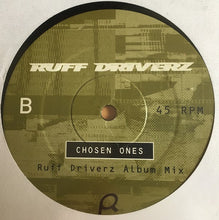 RUFF DRIVERZ
B
45 RPM
CHOSEN ONES
Ruff Driverz Album Mix